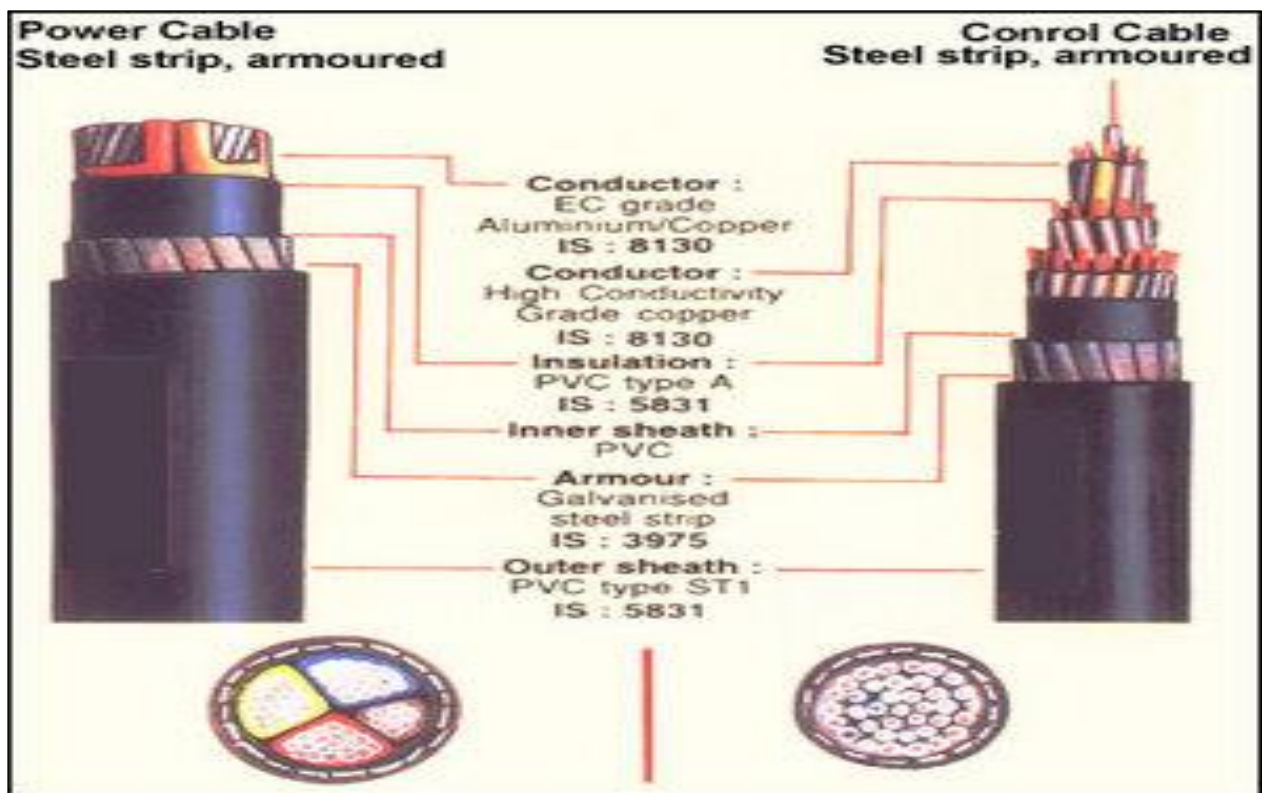 Power Cable
Steel strip, armoured
Conrol Cable
Steel strip, armoured
Conductor :
EC grade
Aluminium/Copper
IS : 8130
Conductor :
High Conductivity
Grade copper
IS : 8130
Insulation :
PVC type A
IS : 5831
Inner sheath :
PVC
Armour :
Galvanised
steel strip
IS : 3975
Outer sheath :
PVC type ST1
IS : 5831